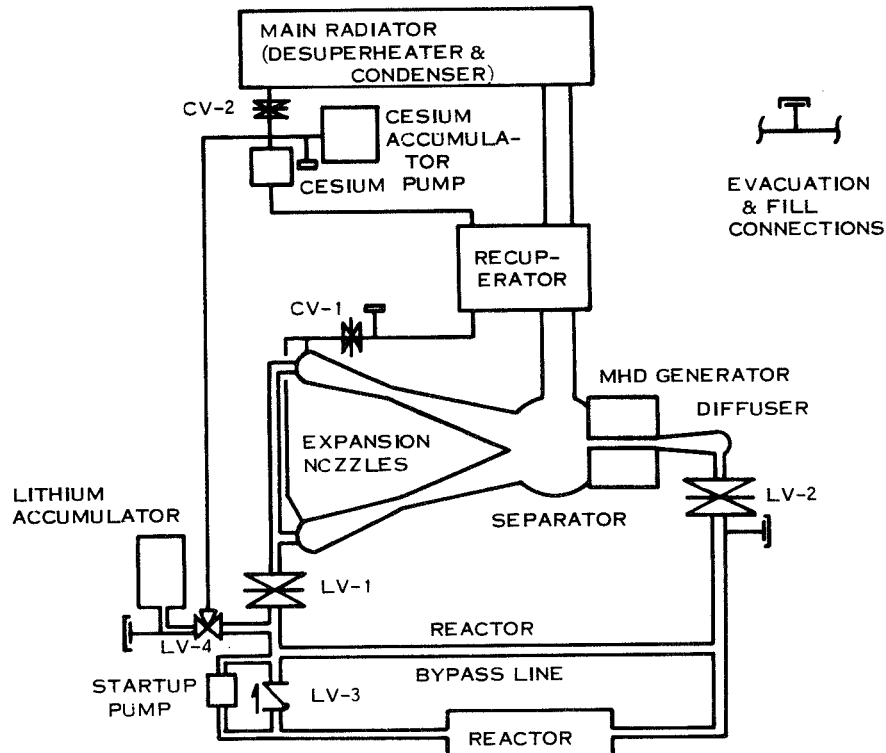 MAIN RADIATOR
(DESUPERHEATER &
CONDENSER)
CV-2
CESIUM
ACCUMULA-
TOR
CESIUM PUMP
EVACUATION
& FILL
CONNECTIONS
RECUP-
ERATOR
CV-1
MHD GENERATOR
DIFFUSER
EXPANSION
NOZZLES
LITHIUM
ACCUMULATOR
SEPARATOR
LV-2
LV-1
LV-4
REACTOR
BYPASS LINE
STARTUP
PUMP
LV-3
REACTOR